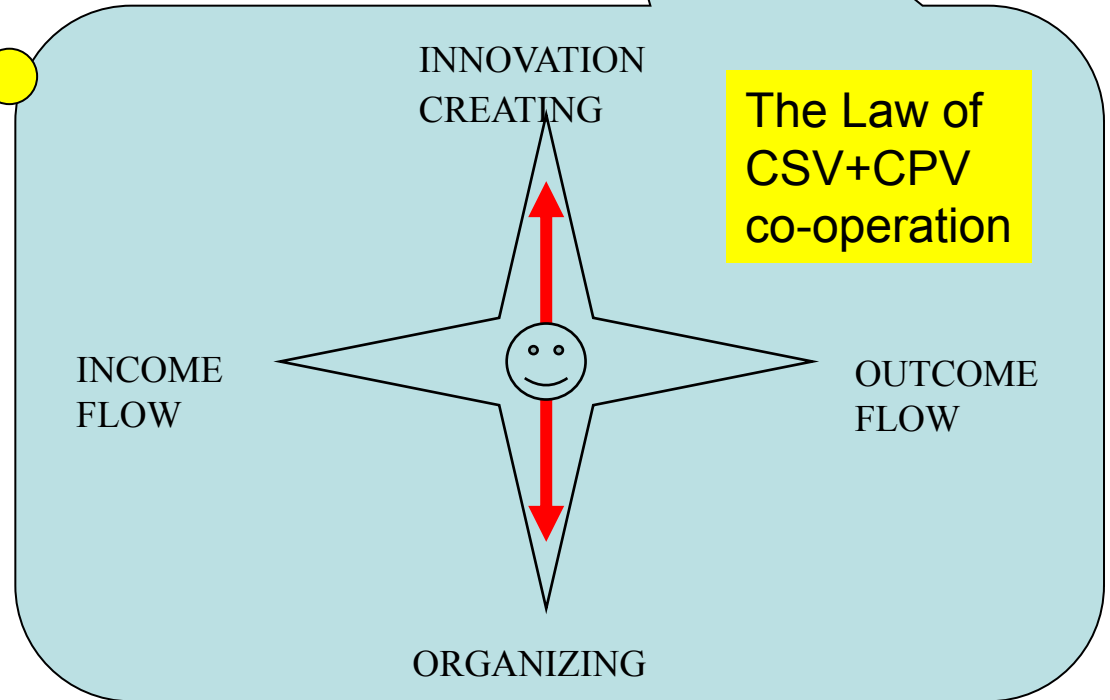 INNOVATION
CREATING
The Law of
CSV+CPV
co-operation
INCOME
FLOW
OUTCOME
FLOW
ORGANIZING